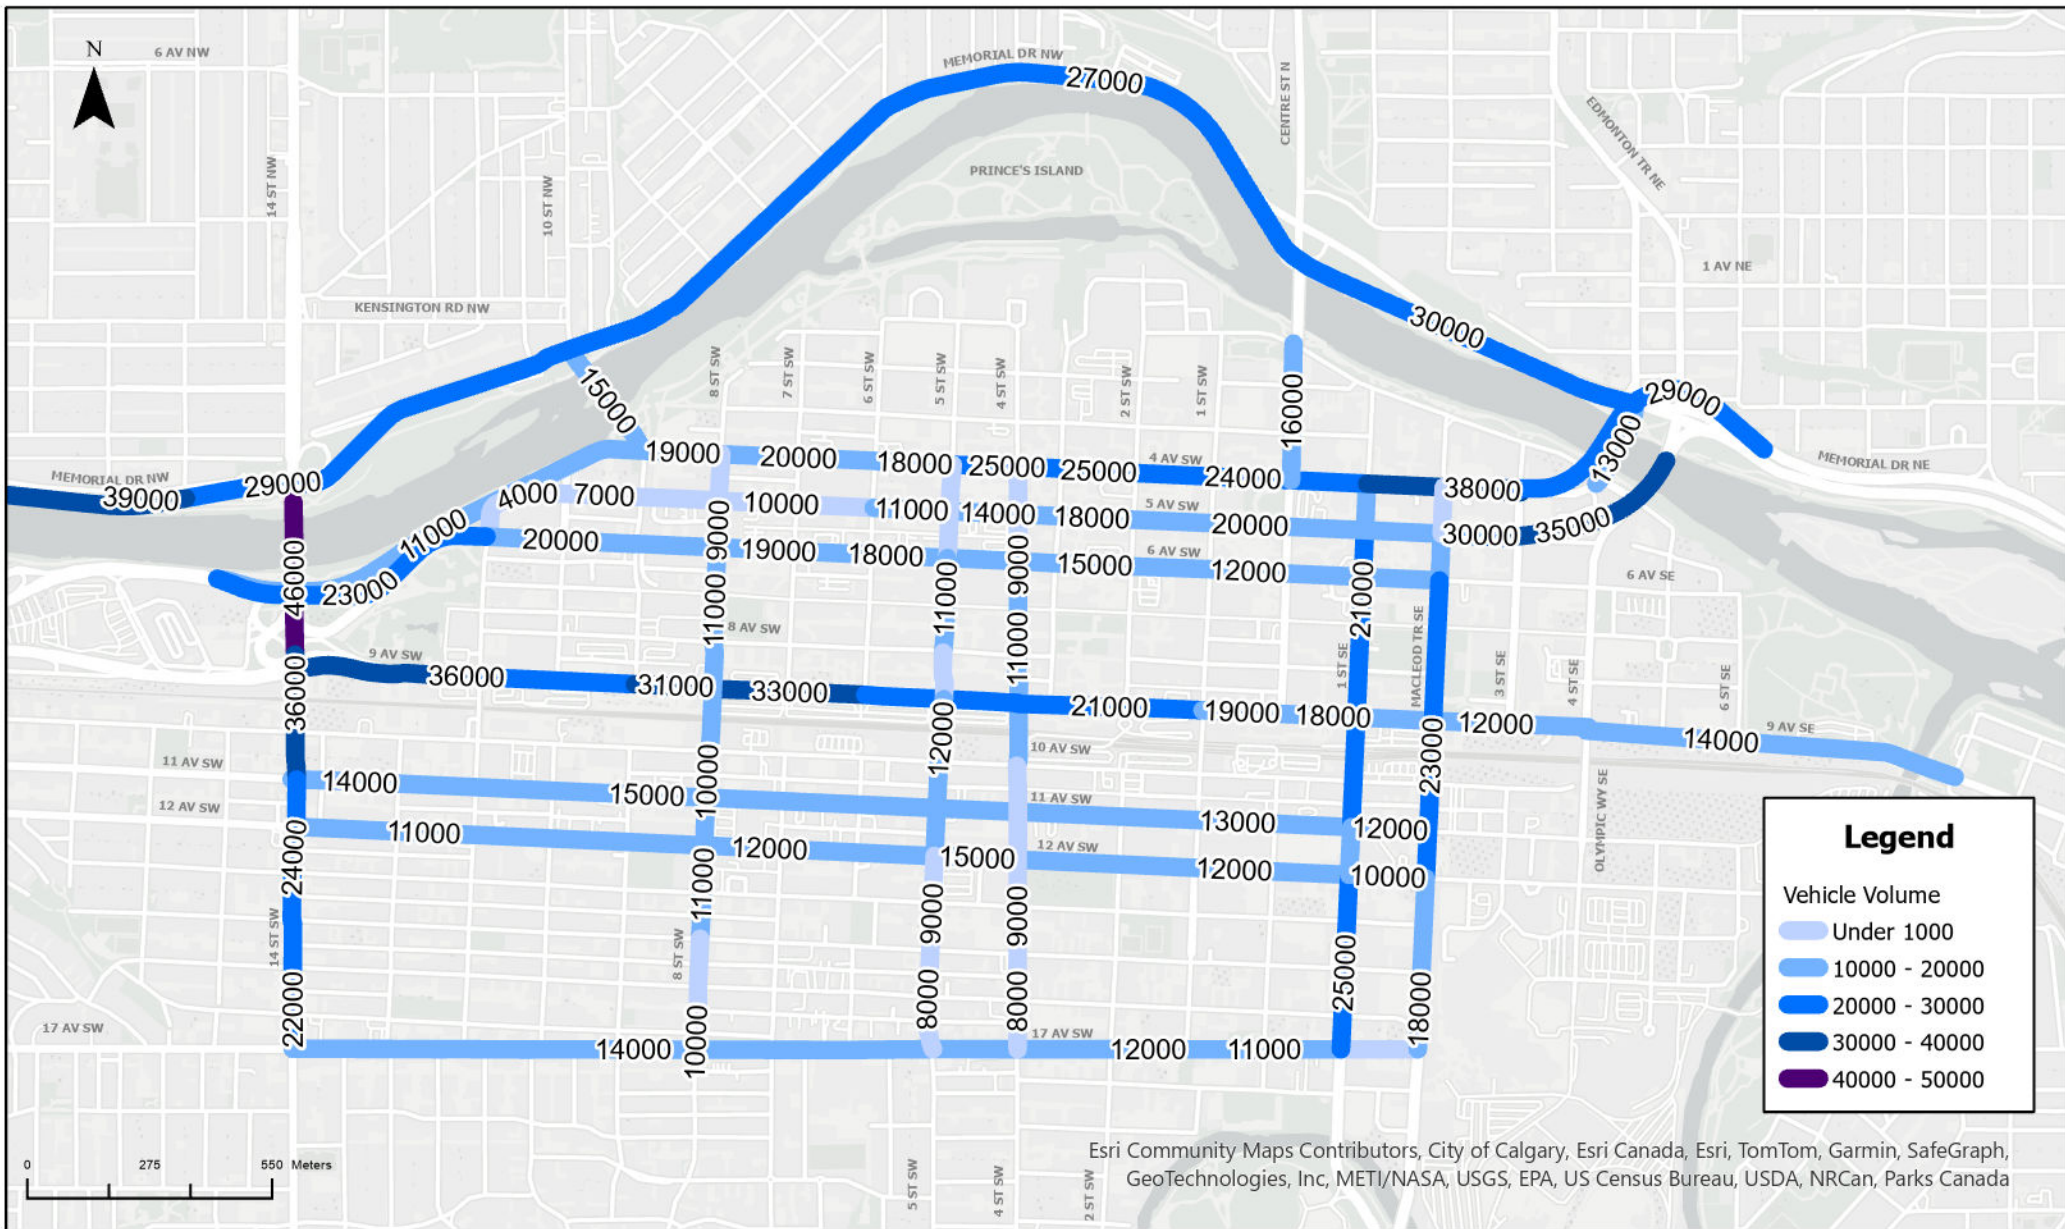 N
6 AV NW
MEMORIAL DR NW
27000
CENTRE ST N
EDMONTON TR NE
14 ST NW
10 ST NW
PRINCE'S ISLAND
1 AV NE
KENSINGTON RD NW
30000
8 ST SW
7 ST SW
6 ST SW
5 ST SW
4 ST SW
2 ST SW
1 ST SW
15000
16000
29000
13000
MEMORIAL DR NW
39000
29000
19000
20000
18000
25000
25000
4 AV SW
24000
38000
MEMORIAL DR NE
4000
7000
10000
11000
14000
18000
5 AV SW
20000
30000
35000
11000
9000
20000
19000
18000
9000
15000
6 AV SW
12000
6 AV SE
46000
23000
11000
11000
11000
21000
8 AV SW
9 AV SW
36000
36000
31000
33000
21000
19000
18000
1 ST SE
MACLEOD TR SE
12000
3 ST SE
4 ST SE
6 ST SE
14000
9 AV SE
12000
10 AV SW
23000
11 AV SW
14000
15000
10000
11 AV SW
13000
12000
OLYMPIC WY SE
12 AV SW
11000
12000
15000
12 AV SW
12000
10000
24000
11000
9000
9000
14 ST SW
8 ST SW
25000
22000
8000
8000
18000
17 AV SW
14000
10000
17 AV SW
12000
11000
Legend
Vehicle Volume
Under 1000
10000 - 20000
20000 - 30000
30000 - 40000
40000 - 50000
5 ST SW
4 ST SW
2 ST SW
0 275 550 Meters
Esri Community Maps Contributors, City of Calgary, Esri Canada, Esri, TomTom, Garmin, SafeGraph,
GeoTechnologies, Inc, METI/NASA, USGS, EPA, US Census Bureau, USDA, NRCan, Parks Canada